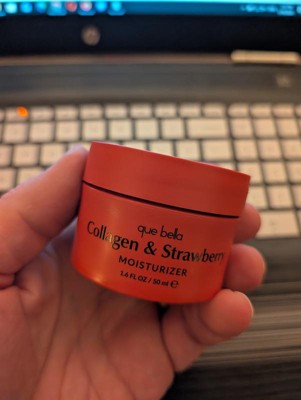 que bella
Collagen & Strawberry
MOISTURIZER
1.6 FL OZ / 50 ml ℮